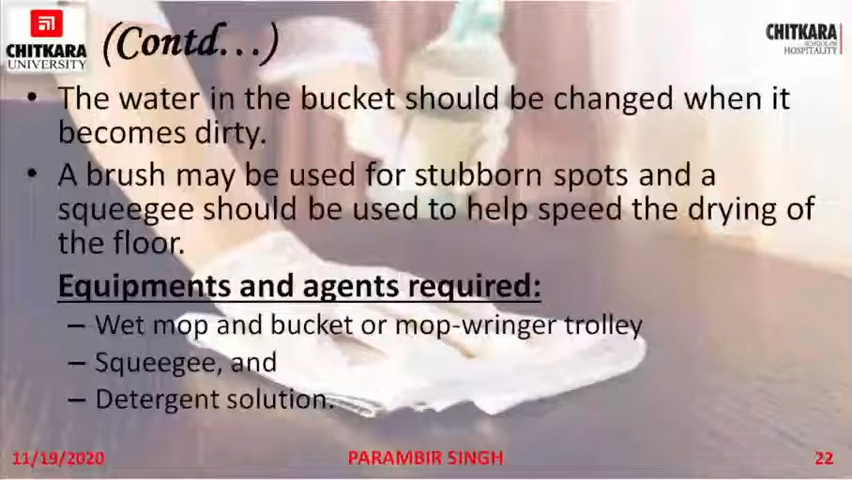 CHITKARA
UNIVERSITY
(Contd...)
CHITKARA
SCHOOL OF
HOSPITALITY
• The water in the bucket should be changed when it
becomes dirty.
• A brush may be used for stubborn spots and a
squeegee should be used to help speed the drying of
the floor.
Equipments and agents required:
– Wet mop and bucket or mop-wringer trolley
– Squeegee, and
– Detergent solution.
11/19/2020
PARAMBIR SINGH
22